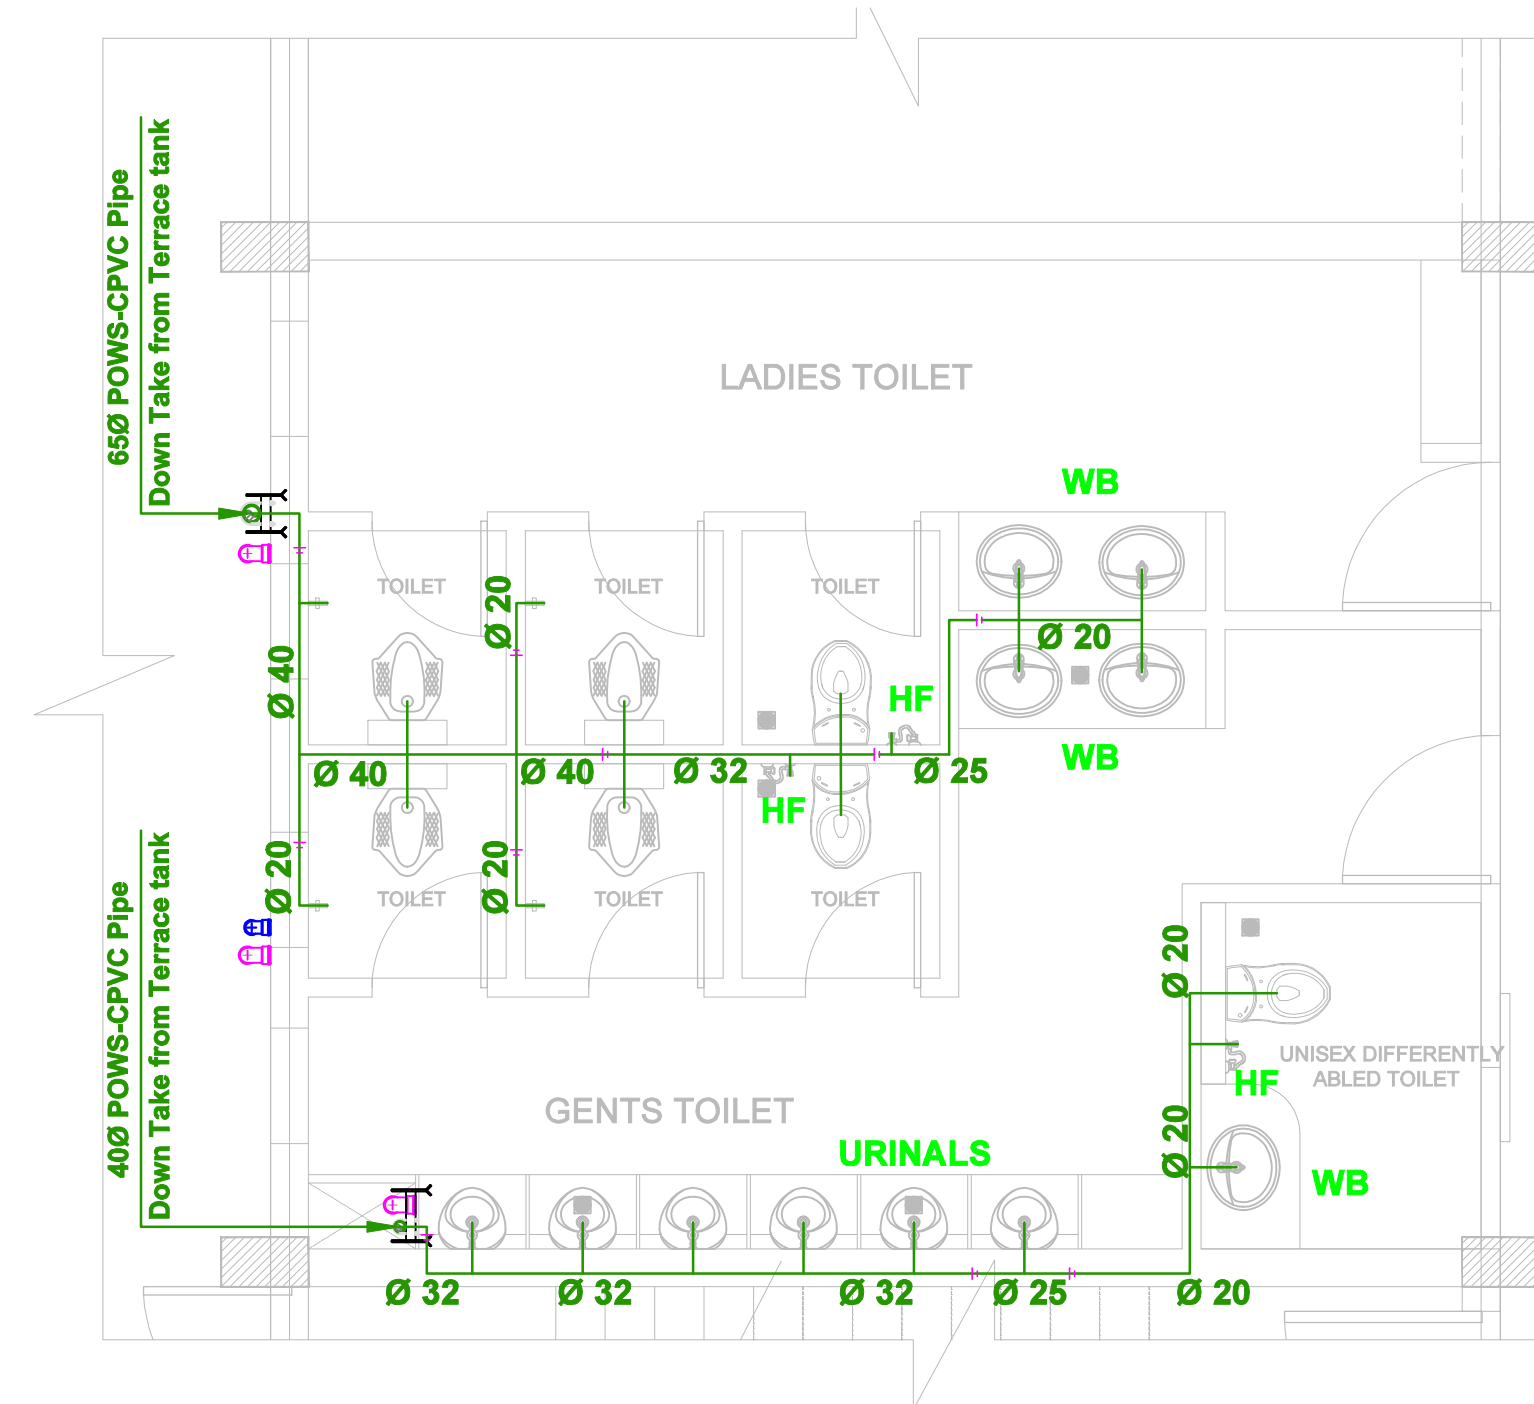 65Ø POWS-CPVC Pipe
Down Take from Terrace tank
LADIES TOILET
WB
TOILET
TOILET
TOILET
Ø 20
Ø 20
Ø 40
HF
WB
Ø 40
Ø 40
Ø 32
Ø 25
HF
Ø 20
Ø 20
TOILET
TOILET
TOILET
40Ø POWS-CPVC Pipe
Down Take from Terrace tank
Ø 20
UNISEX DIFFERENTLY
ABLED TOILET
HF
GENTS TOILET
Ø 20
URINALS
WB
Ø 32
Ø 32
Ø 32
Ø 25
Ø 20